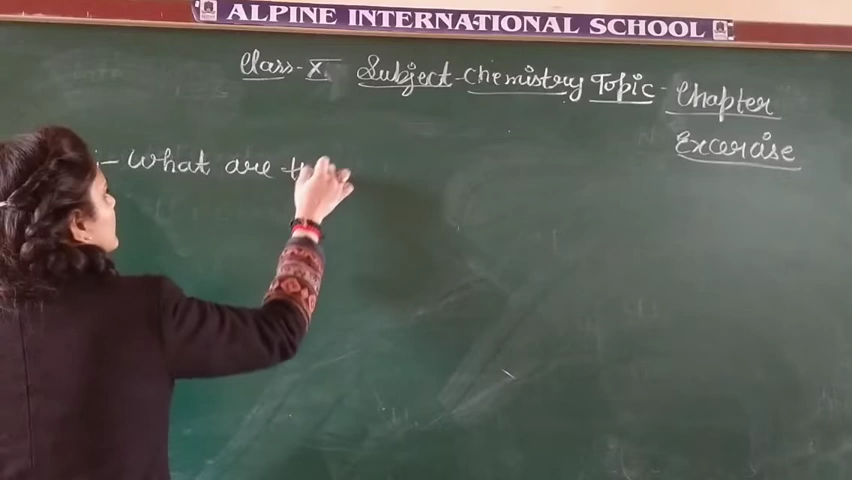 ALPINE INTERNATIONAL SCHOOL
Class-X Subject-Chemistry Topic - Chapter
Excercise
- What are